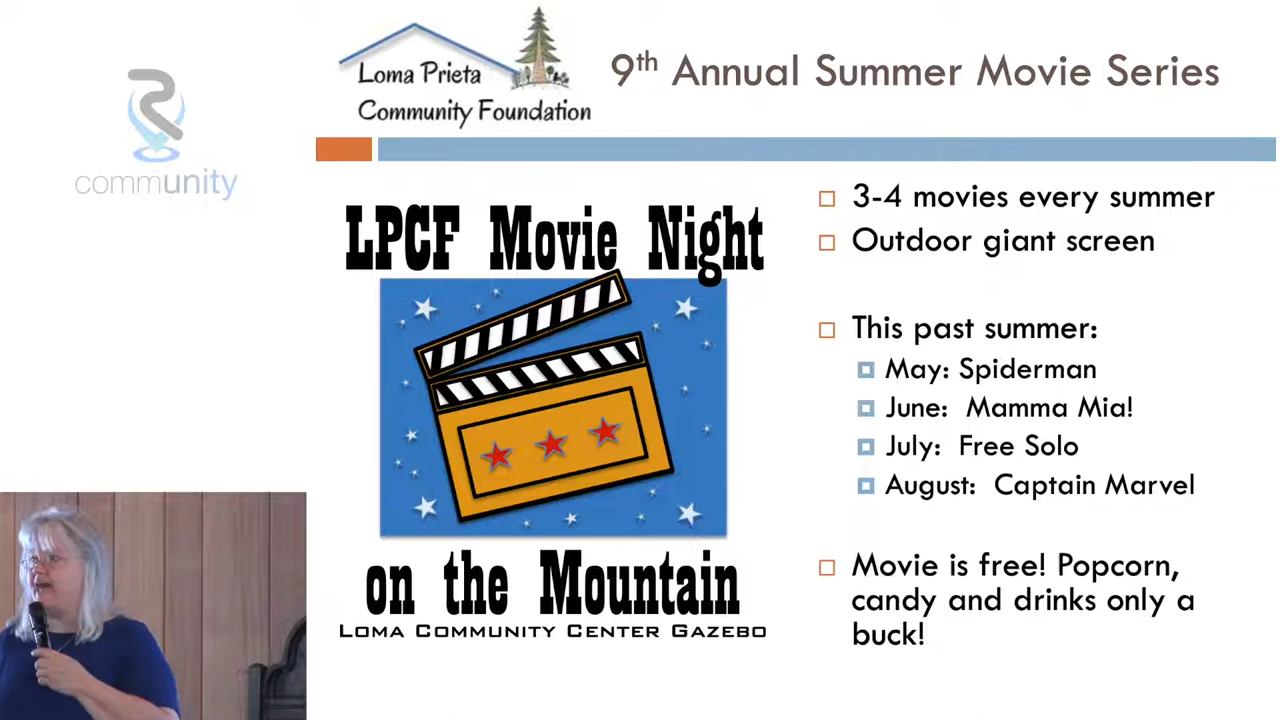 Loma Prieta
Community Foundation
9th Annual Summer Movie Series
commUNITY
LPCF Movie Night
on the Mountain
LOMA COMMUNITY CENTER GAZEBO
3-4 movies every summer
Outdoor giant screen
This past summer:
May: Spiderman
June: Mamma Mia!
July: Free Solo
August: Captain Marvel
Movie is free! Popcorn,
candy and drinks only a
buck!